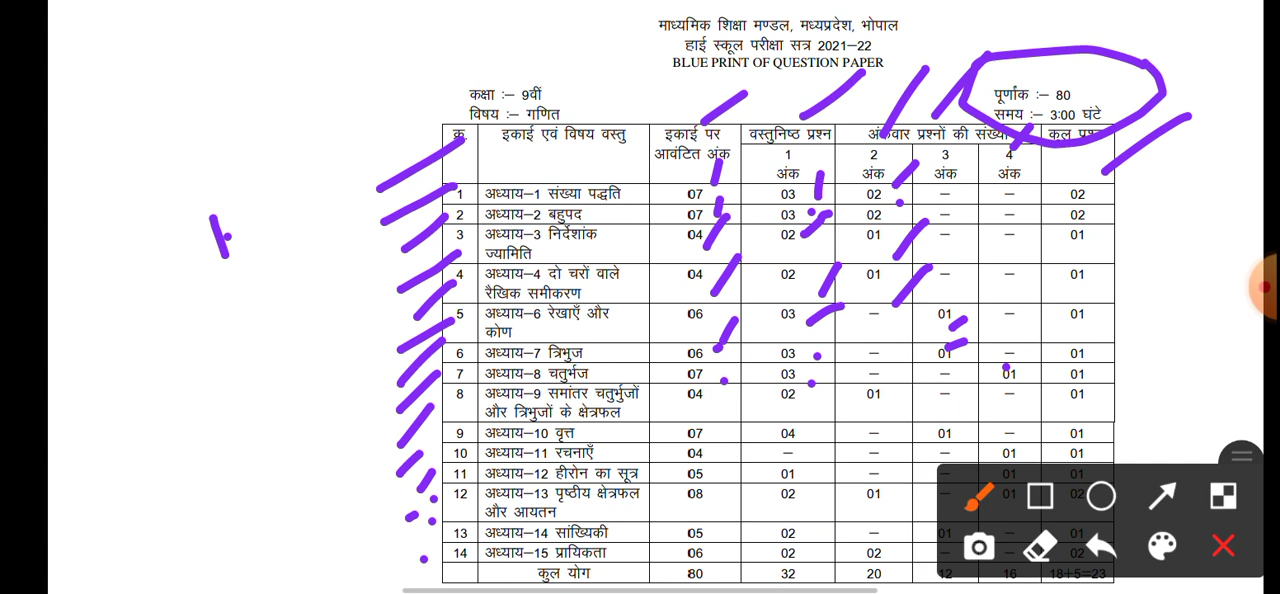 माध्यमिक शिक्षा मण्डल, मध्यप्रदेश, भोपाल
हाई स्कूल परीक्षा सत्र 2021–22
BLUE PRINT OF QUESTION PAPER
कक्षा :– 9वीं पूर्णांक :– 80
विषय :– गणित समय :– 3:00 घंटे
क्र. इकाई एवं विषय वस्तु इकाई पर आवंटित अंक वस्तुनिष्ठ प्रश्न अंकवार प्रश्नों की संख्या कुल प्रश्न
1 अंक 2 अंक 3 अंक 4 अंक
1 अध्याय–1 संख्या पद्धति 07 03 02 – – 02
2 अध्याय–2 बहुपद 07 03 02 – – 02
3 अध्याय–3 निर्देशांक ज्यामिति 04 02 01 – – 01
4 अध्याय–4 दो चरों वाले रैखिक समीकरण 04 02 01 – – 01
5 अध्याय–6 रेखाएँ और कोण 06 03 – 01 – 01
6 अध्याय–7 त्रिभुज 06 03 – 01 – 01
7 अध्याय–8 चतुर्भुज 07 03 – – 01 01
8 अध्याय–9 समांतर चतुर्भुजों और त्रिभुजों के क्षेत्रफल 04 02 01 – – 01
9 अध्याय–10 वृत्त 07 04 – 01 – 01
10 अध्याय–11 रचनाएँ 04 – – – 01 01
11 अध्याय–12 हीरोन का सूत्र 05 01 – – 01 01
12 अध्याय–13 पृष्ठीय क्षेत्रफल और आयतन 08 02 01 – 01 02
13 अध्याय–14 सांख्यिकी 05 02 – 01 – 01
14 अध्याय–15 प्रायिकता 06 02 02 – – 02
कुल योग 80 32 20 12 16 18+5=23